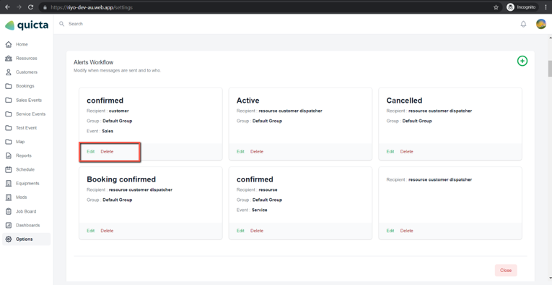 https://iiyo-dev-au.web.app/settings
Incognito
quicta
Search
Home
Resources
Customers
Bookings
Sales Events
Service Events
Test Event
Map
Reports
Schedule
Equipments
Mode
Job Board
Dashboards
Options
Alerts Workflow
Modify when messages are sent and to who.
confirmed
Recipient : customer
Group : Default Group
Event : Sales
Edit Delete
Active
Recipient : resource customer dispatcher
Group : Default Group
Edit Delete
Cancelled
Recipient : resource customer dispatcher
Group : Default Group
Edit Delete
Booking confirmed
Recipient : resource customer dispatcher
Group : Default Group
Edit Delete
confirmed
Recipient : resource
Group : Default Group
Event : Service
Edit Delete
Recipient : resource customer dispatcher
Edit Delete
Close